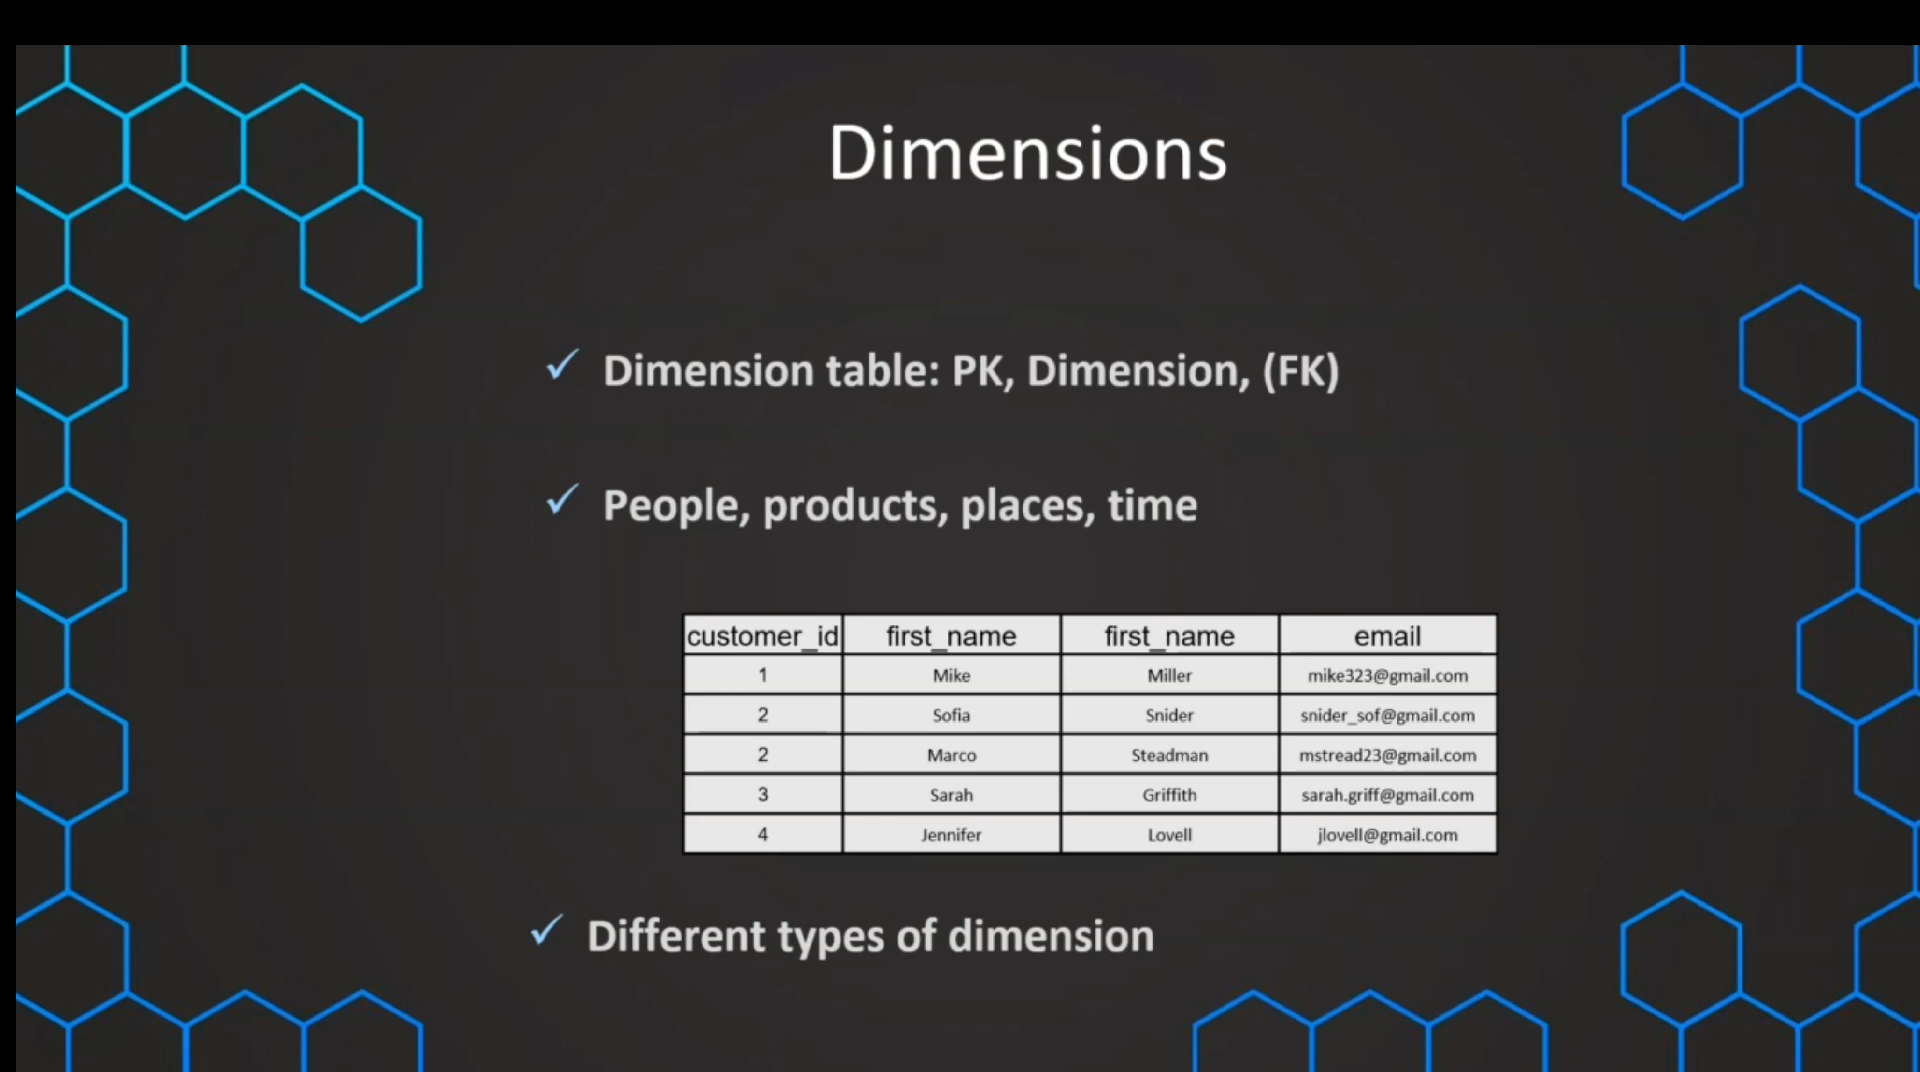 Dimensions
✓ Dimension table: PK, Dimension, (FK)
✓ People, products, places, time
customer_id first_name first_name email
1 Mike Miller mike323@gmail.com
2 Sofia Snider snider_sof@gmail.com
2 Marco Steadman mstread23@gmail.com
3 Sarah Griffith sarah.griff@gmail.com
4 Jennifer Lovell jlovell@gmail.com
✓ Different types of dimension